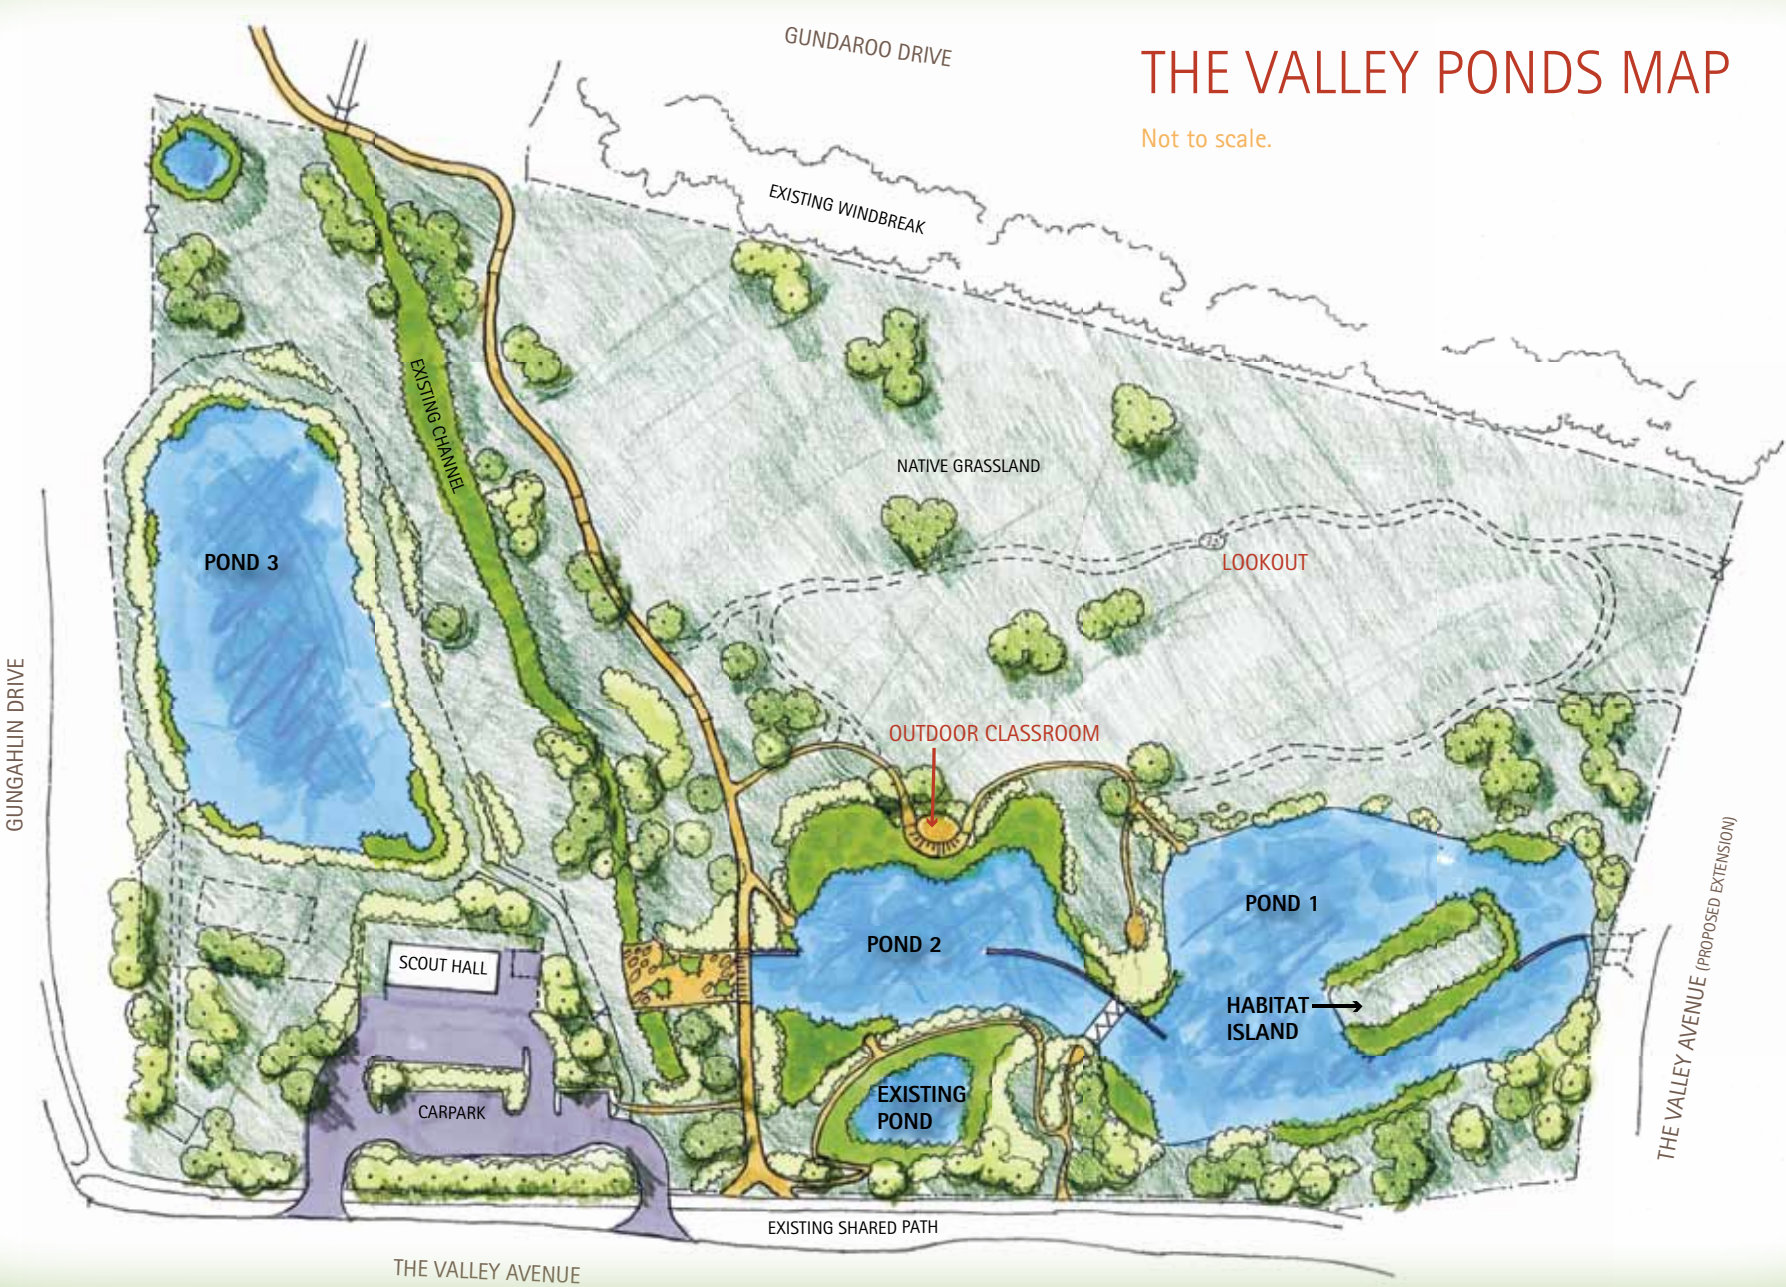 GUNDAROO DRIVE
THE VALLEY PONDS MAP
Not to scale.
EXISTING WINDBREAK
EXISTING CHANNEL
NATIVE GRASSLAND
LOOKOUT
POND 3
OUTDOOR CLASSROOM
GUNGAHLIN DRIVE
POND 1
POND 2
SCOUT HALL
HABITAT
ISLAND
EXISTING
POND
CARPARK
THE VALLEY AVENUE (PROPOSED EXTENSION)
EXISTING SHARED PATH
THE VALLEY AVENUE